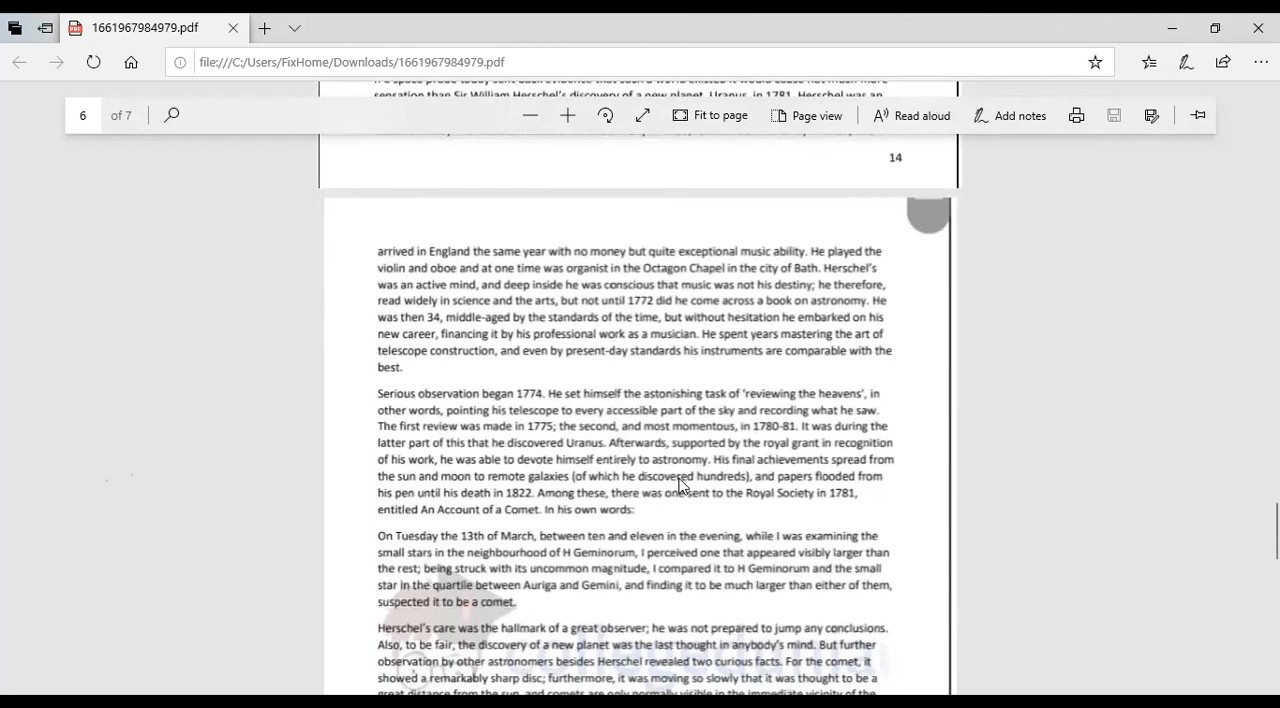 1661967984979.pdf
file:///C:/Users/FixHome/Downloads/1661967984979.pdf
sensation than Sir William Herschel's discovery of a new planet, Uranus, in 1781. Herschel was an
6 of 7 Fit to page Page view Read aloud Add notes
14
arrived in England the same year with no money but quite exceptional music ability. He played the
violin and oboe and at one time was organist in the Octagon Chapel in the city of Bath. Herschel's
was an active mind, and deep inside he was conscious that music was not his destiny; he therefore,
read widely in science and the arts, but not until 1772 did he come across a book on astronomy. He
was then 34, middle-aged by the standards of the time, but without hesitation he embarked on his
new career, financing it by his professional work as a musician. He spent years mastering the art of
telescope construction, and even by present-day standards his instruments are comparable with the
best.
Serious observation began 1774. He set himself the astonishing task of 'reviewing the heavens', in
other words, pointing his telescope to every accessible part of the sky and recording what he saw.
The first review was made in 1775; the second, and most momentous, in 1780-81. It was during the
latter part of this that he discovered Uranus. Afterwards, supported by the royal grant in recognition
of his work, he was able to devote himself entirely to astronomy. His final achievements spread from
the sun and moon to remote galaxies (of which he discovered hundreds), and papers flooded from
his pen until his death in 1822. Among these, there was one sent to the Royal Society in 1781,
entitled An Account of a Comet. In his own words:
On Tuesday the 13th of March, between ten and eleven in the evening, while I was examining the
small stars in the neighbourhood of H Geminorum, I perceived one that appeared visibly larger than
the rest; being struck with its uncommon magnitude, I compared it to H Geminorum and the small
star in the quartile between Auriga and Gemini, and finding it to be much larger than either of them,
suspected it to be a comet.
Herschel's care was the hallmark of a great observer; he was not prepared to jump any conclusions.
Also, to be fair, the discovery of a new planet was the last thought in anybody's mind. But further
observation by other astronomers besides Herschel revealed two curious facts. For the comet, it
showed a remarkably sharp disc; furthermore, it was moving so slowly that it was thought to be a
great distance from the sun, and comets are only normally visible in the immediate vicinity of the